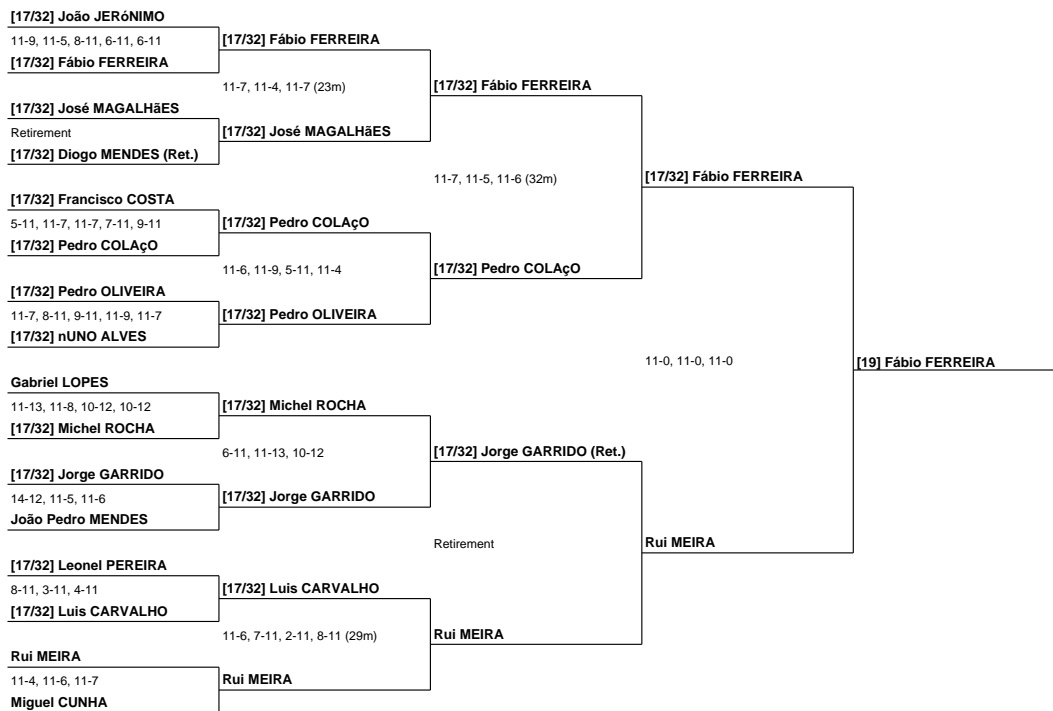 [17/32] João JERóNIMO
11-9, 11-5, 8-11, 6-11, 6-11
[17/32] Fábio FERREIRA
[17/32] Fábio FERREIRA
11-7, 11-4, 11-7 (23m)
[17/32] Fábio FERREIRA
[17/32] José MAGALHãES
Retirement
[17/32] José MAGALHãES
[17/32] Diogo MENDES (Ret.)
11-7, 11-5, 11-6 (32m)
[17/32] Fábio FERREIRA
[17/32] Francisco COSTA
5-11, 11-7, 11-7, 7-11, 9-11
[17/32] Pedro COLAçO
[17/32] Pedro COLAçO
11-6, 11-9, 5-11, 11-4
[17/32] Pedro COLAçO
[17/32] Pedro OLIVEIRA
11-7, 8-11, 9-11, 11-9, 11-7
[17/32] Pedro OLIVEIRA
[17/32] nUNO ALVES
11-0, 11-0, 11-0
[19] Fábio FERREIRA
Gabriel LOPES
11-13, 11-8, 10-12, 10-12
[17/32] Michel ROCHA
[17/32] Michel ROCHA
6-11, 11-13, 10-12
[17/32] Jorge GARRIDO (Ret.)
[17/32] Jorge GARRIDO
14-12, 11-5, 11-6
[17/32] Jorge GARRIDO
João Pedro MENDES
Retirement
Rui MEIRA
[17/32] Leonel PEREIRA
8-11, 3-11, 4-11
[17/32] Luis CARVALHO
[17/32] Luis CARVALHO
11-6, 7-11, 2-11, 8-11 (29m)
Rui MEIRA
Rui MEIRA
11-4, 11-6, 11-7
Rui MEIRA
Miguel CUNHA